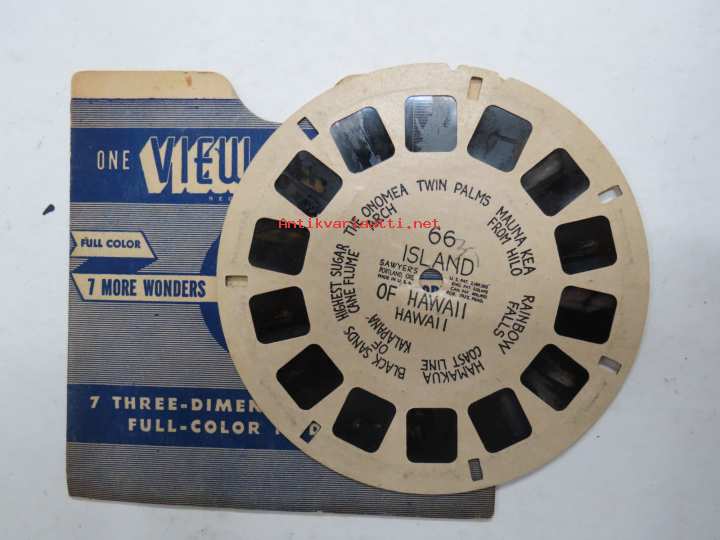 ONE VIEW
FULL COLOR
7 MORE WONDERS
7 THREE-DIMEN
FULL-COLOR
THE ONOMEA
ARCH
TWIN PALMS
MAUNA KEA
FROM HILO
RAINBOW
FALLS
HAMAKUA
COAST LINE
BLACK SANDS
OF
KALAPANA
HIGHEST SUGAR
CANE FLUME
66
ISLAND
SAWYER'S
PORTLAND, ORE.
MADE IN U.S.A.
OF HAWAII
HAWAII
Antikvariaatti.net